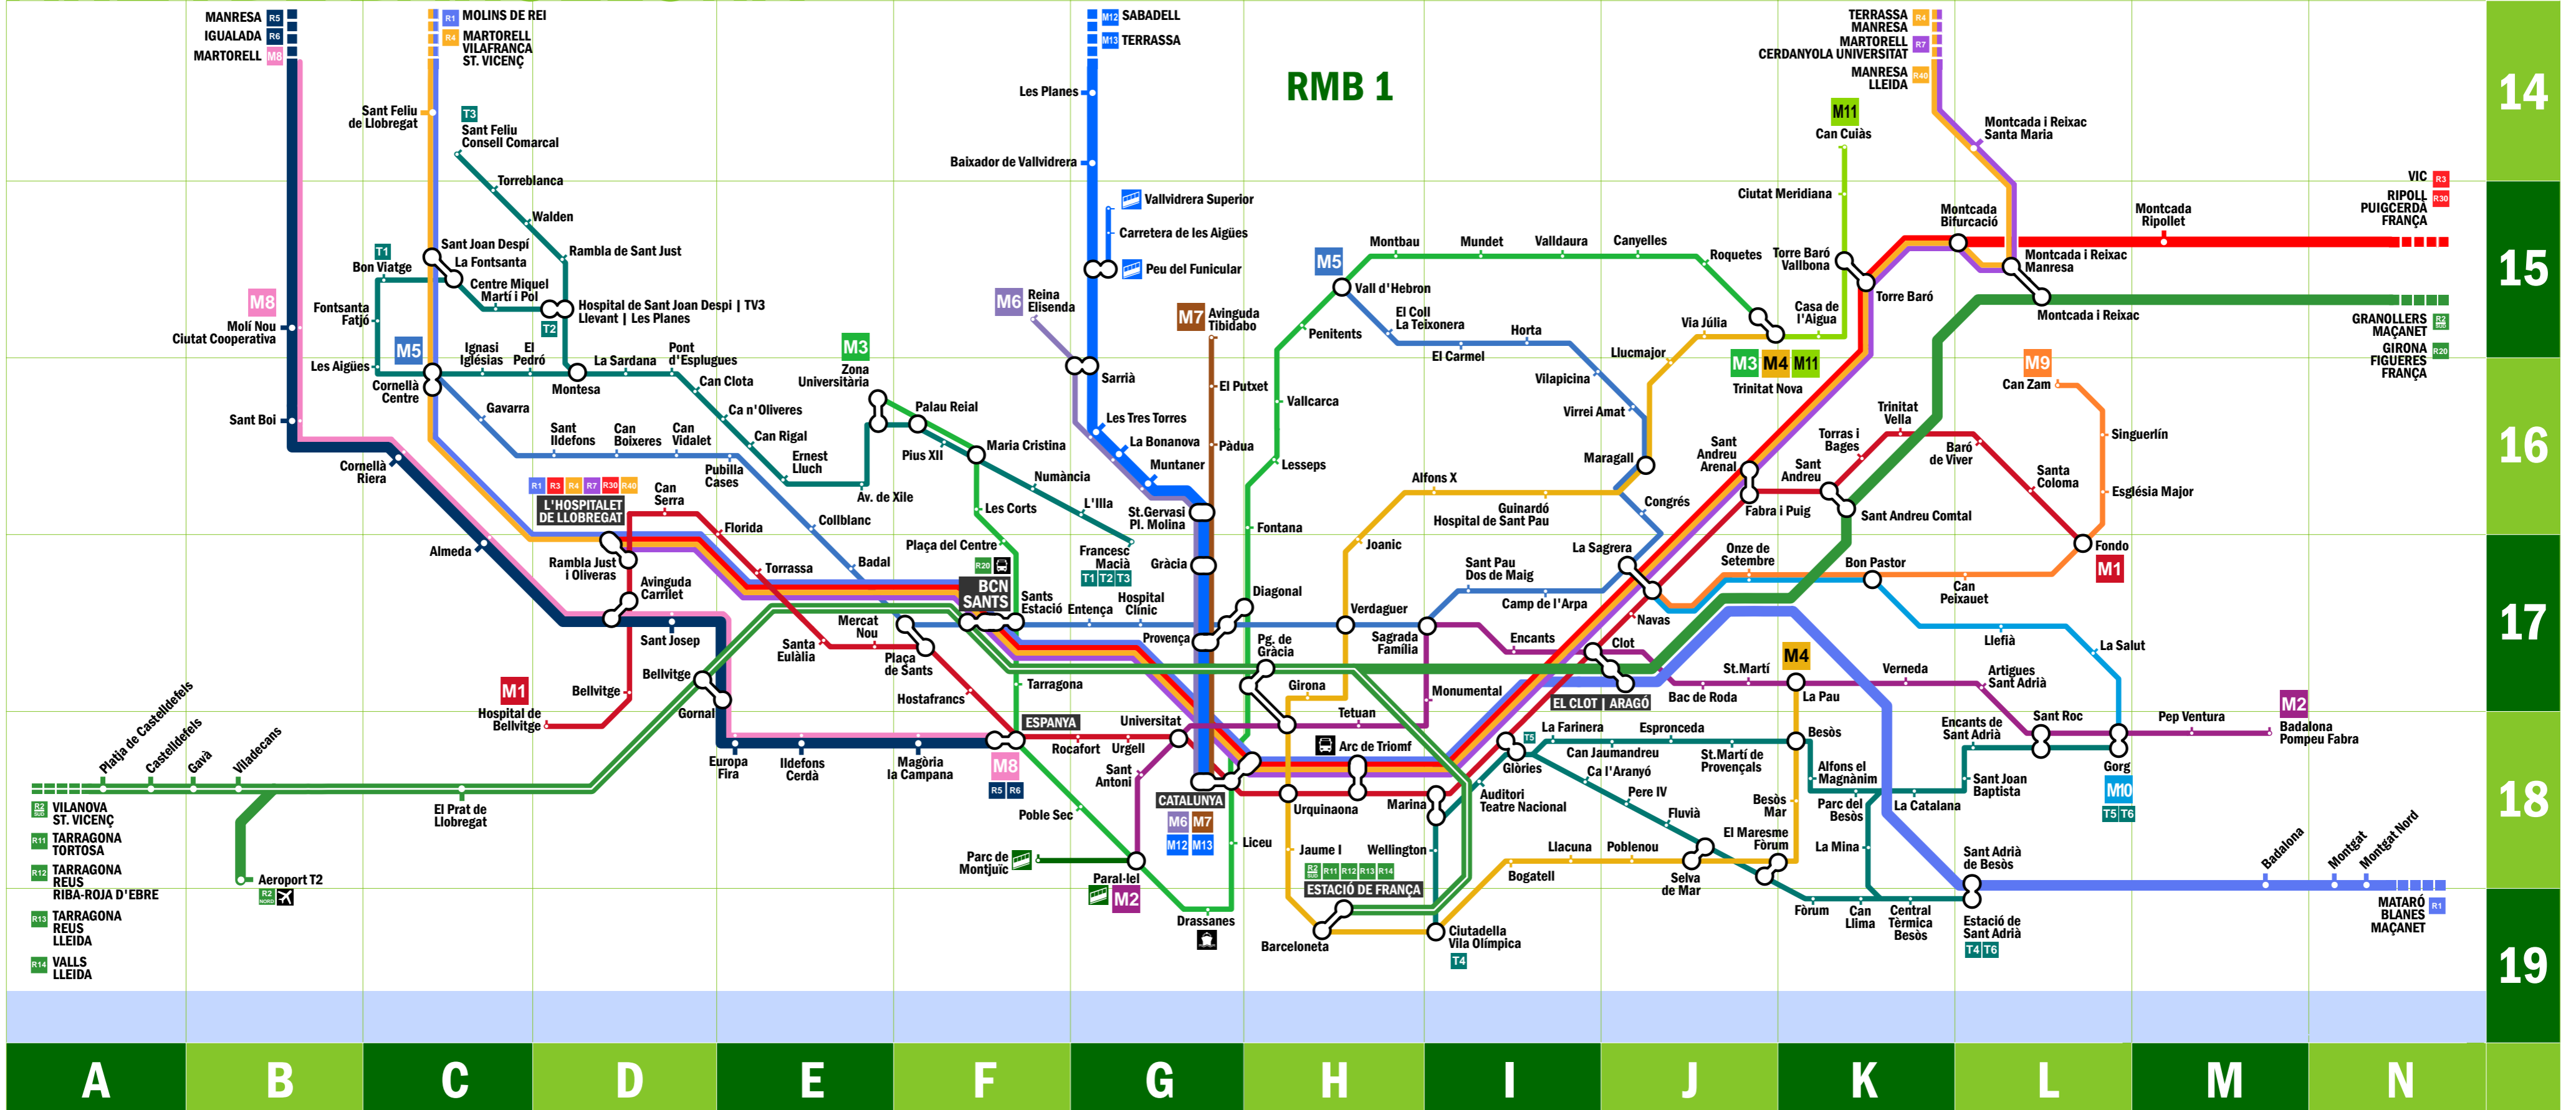 MANRESA R5
IGUALADA R6
MARTORELL M8
R1 MOLINS DE REI
R4 MARTORELL
VILAFRANCA
ST. VICENÇ
M12 SABADELL
M13 TERRASSA
RMB 1
TERRASSA R4
MANRESA
MARTORELL R7
CERDANYOLA UNIVERSITAT
MANRESA R40
LLEIDA
14
Les Planes
Sant Feliu
de Llobregat
T3
Sant Feliu
Consell Comarcal
M11
Can Cuiàs
Montcada i Reixac
Santa Maria
Baixador de Vallvidrera
Torreblanca
Walden
Rambla de Sant Just
Vallvidrera Superior
Carretera de les Aigües
Peu del Funicular
Ciutat Meridiana
Montcada
Bifurcació
Montcada
Ripollet
VIC R3
RIPOLL R30
PUIGCERDÀ
FRANÇA
15
T1
Bon Viatge
Sant Joan Despí
La Fontsanta
Centre Miquel
Martí i Pol
Fontsanta
Fatjó
Hospital de Sant Joan Despi | TV3
Llevant | Les Planes
T2
M8
Molí Nou
Ciutat Cooperativa
M5
Vall d'Hebron
Montbau
Mundet
Valldaura
Canyelles
Roquetes
Torre Baró
Vallbona
Torre Baró
Casa de
l'Aigua
Montcada i Reixac
Manresa
Montcada i Reixac
GRANOLLERS R2 SUD
MAÇANET
GIRONA R20
FIGUERES
FRANÇA
M6
Reina
Elisenda
M7
Avinguda
Tibidabo
Penitents
El Coll
La Teixonera
El Carmel
Horta
Via Júlia
Llucmajor
M3 M4 M11
Trinitat Nova
Les Aigües
M5
Cornellà
Centre
Ignasi
Iglésias
El
Pedró
Montesa
La Sardana
Pont
d'Esplugues
Can Clota
Ca n'Oliveres
Can Rigal
Ernest
Lluch
Av. de Xile
M3
Zona
Universitària
Palau Reial
Pius XII
Maria Cristina
Numància
L'Illa
Francesc
Macià
T1 T2 T3
Sarrià
El Putxet
Les Tres Torres
La Bonanova
Pàdua
Muntaner
St.Gervasi
Pl. Molina
Vallcarca
Lesseps
Fontana
Vilapicina
Virrei Amat
Maragall
Alfons X
Guinardó
Hospital de Sant Pau
Congrés
Sant
Andreu
Arenal
Fabra i Puig
Sant
Andreu
Torras i
Bages
Trinitat
Vella
Baró
de Viver
Sant Andreu Comtal
Santa
Coloma
M9
Can Zam
Singuerlín
Església Major
Fondo
M1
16
Sant Boi
Cornellà
Riera
Almeda
Gavarra
Sant
Ildefons
Can
Boixeres
Can
Vidalet
Pubilla
Cases
Collblanc
Badal
R1 R3 R4 R7 R30 R40
L'HOSPITALET
DE LLOBREGAT
Can
Serra
Florida
Torrassa
Rambla Just
i Oliveras
Avinguda
Carrilet
Sant Josep
Les Corts
Plaça del Centre
R20
BCN
SANTS
Sants
Estació
Entença
Hospital
Clínic
Gràcia
Provença
Diagonal
Joanic
Verdaguer
Sant Pau
Dos de Maig
Camp de l'Arpa
La Sagrera
Onze de
Setembre
Bon Pastor
Can
Peixauet
Llefià
La Salut
17
Santa
Eulàlia
Mercat
Nou
Plaça
de Sants
Hostafrancs
Tarragona
Pg. de
Gràcia
Girona
Sagrada
Família
Encants
Clot
Navas
EL CLOT | ARAGÓ
Monumental
Bac de Roda
St.Martí
M4
La Pau
Verneda
Artigues
Sant Adrià
Bellvitge
Bellvitge
Gornal
M1
Hospital de
Bellvitge
Platja de Castelldefels
Castelldefels
Gavà
Viladecans
El Prat de
Llobregat
Aeroport T2
R2 NORD
R2 SUD VILANOVA
ST. VICENÇ
R11 TARRAGONA
TORTOSA
R12 TARRAGONA
REUS
RIBA-ROJA D'EBRE
R13 TARRAGONA
REUS
LLEIDA
R14 VALLS
LLEIDA
Europa
Fira
Ildefons
Cerdà
Magòria
la Campana
ESPANYA
M8
R5 R6
Rocafort
Urgell
Universitat
Sant
Antoni
Poble Sec
Parc de
Montjuïc
Paral·lel
M2
Drassanes
CATALUNYA
M6 M7
M12 M13
Liceu
Tetuan
Arc de Triomf
Urquinaona
Marina
Jaume I
Wellington
R2 SUD R11 R12 R13 R14
ESTACIÓ DE FRANÇA
Barceloneta
Ciutadella
Vila Olímpica
T4
T5
Glòries
Auditori
Teatre Nacional
La Farinera
Can Jaumandreu
Espronceda
St.Martí de
Provençals
Besòs
Ca l'Aranyó
Pere IV
Fluvià
Bogatell
Llacuna
Poblenou
Selva
de Mar
El Maresme
Fòrum
Besòs
Mar
Alfons el
Magnànim
Parc del
Besòs
La Catalana
La Mina
Fòrum
Can
Llima
Central
Tèrmica
Besòs
Encants de
Sant Adrià
Sant Roc
Sant Joan
Baptista
Gorg
M10
T5 T6
Pep Ventura
M2
Badalona
Pompeu Fabra
18
Sant Adrià
de Besòs
Estació de
Sant Adrià
T4 T6
Badalona
Montgat
Montgat Nord
MATARÓ R1
BLANES
MAÇANET
19
A B C D E F G H I J K L M N